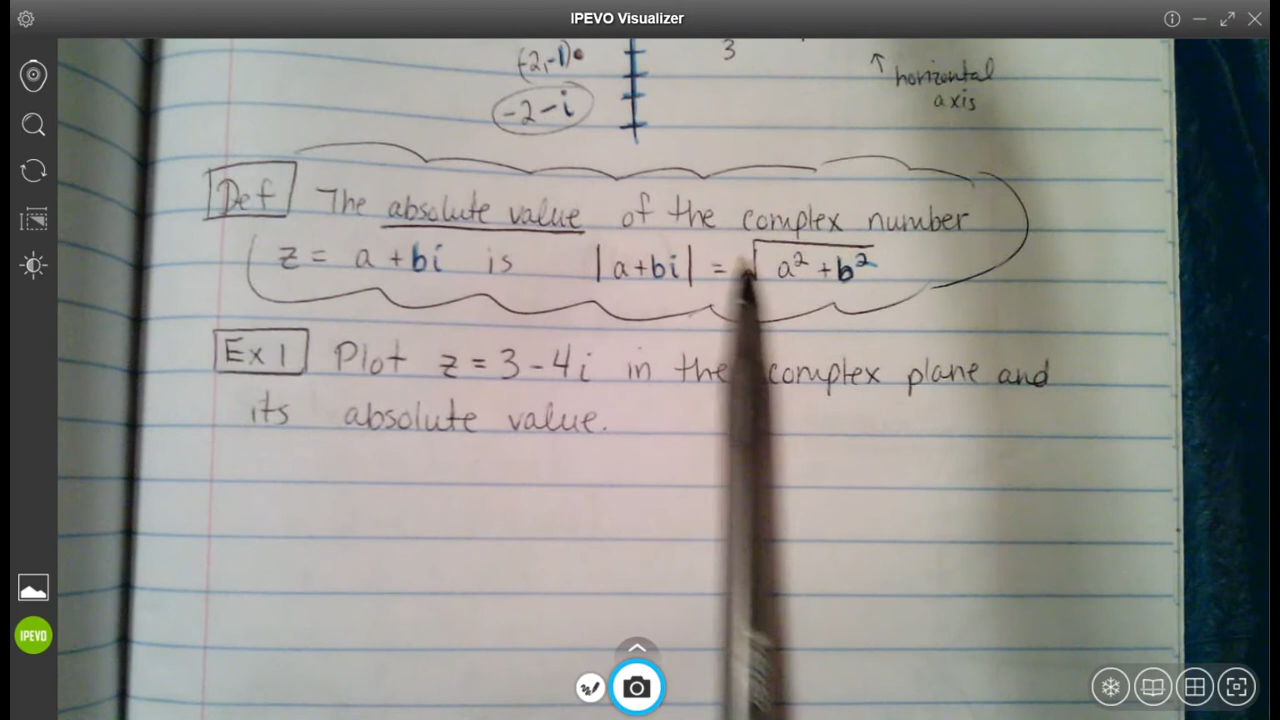 IPEVO Visualizer
(-2,-1)
3
↑ horizontal
axis
-2-i
Def The absolute value of the complex number
z = a + bi is |a+bi| = √a² + b²
Ex 1 Plot z = 3 - 4i in the complex plane and
its absolute value.
IPEVO